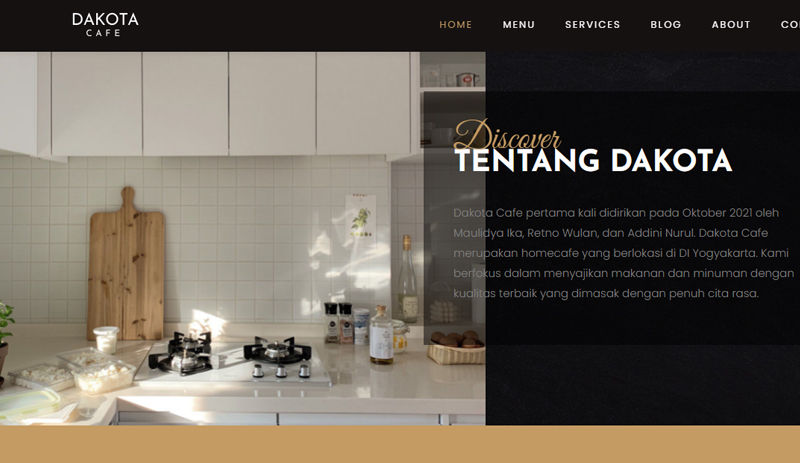 DAKOTA
CAFE
HOME MENU SERVICES BLOG ABOUT
Discover
TENTANG DAKOTA
Dakota Cafe pertama kali didirikan pada Oktober 2021 oleh
Maulidya Ika, Retno Wulan, dan Addini Nurul. Dakota Cafe
merupakan homecafe yang berlokasi di DI Yogyakarta. Kami
berfokus dalam menyajikan makanan dan minuman dengan
kualitas terbaik yang dimasak dengan penuh cita rasa.